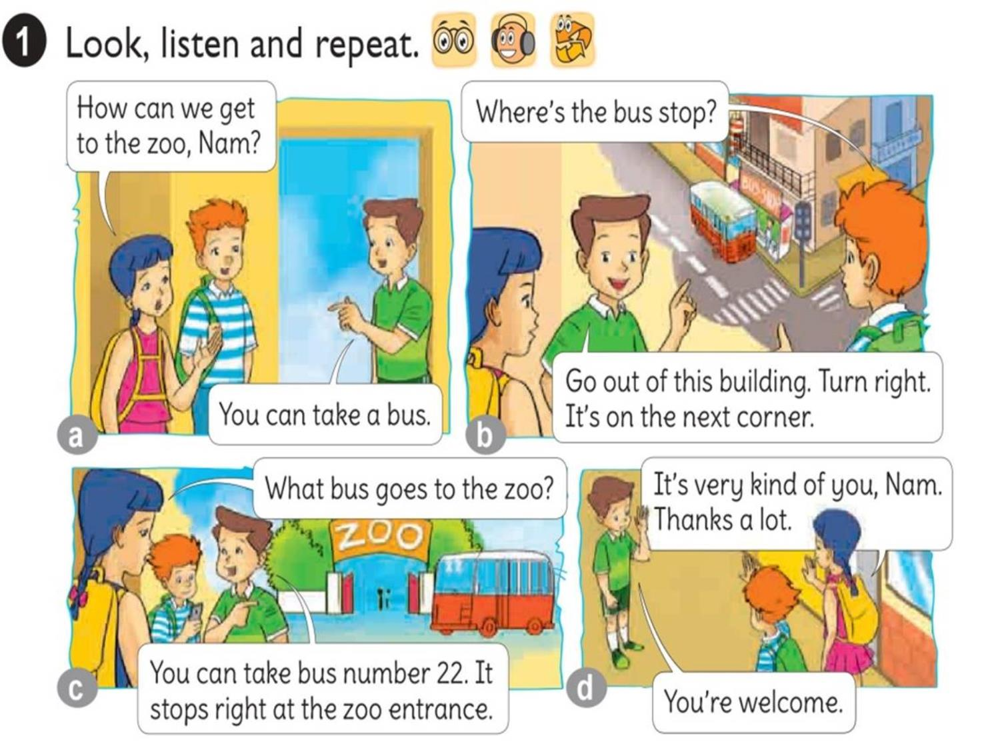 1 Look, listen and repeat.
How can we get
to the zoo, Nam?
You can take a bus.
a
Where's the bus stop?
BUS STOP
Go out of this building. Turn right.
It's on the next corner.
b
What bus goes to the zoo?
ZOO
You can take bus number 22. It
stops right at the zoo entrance.
c
It's very kind of you, Nam.
Thanks a lot.
You're welcome.
d